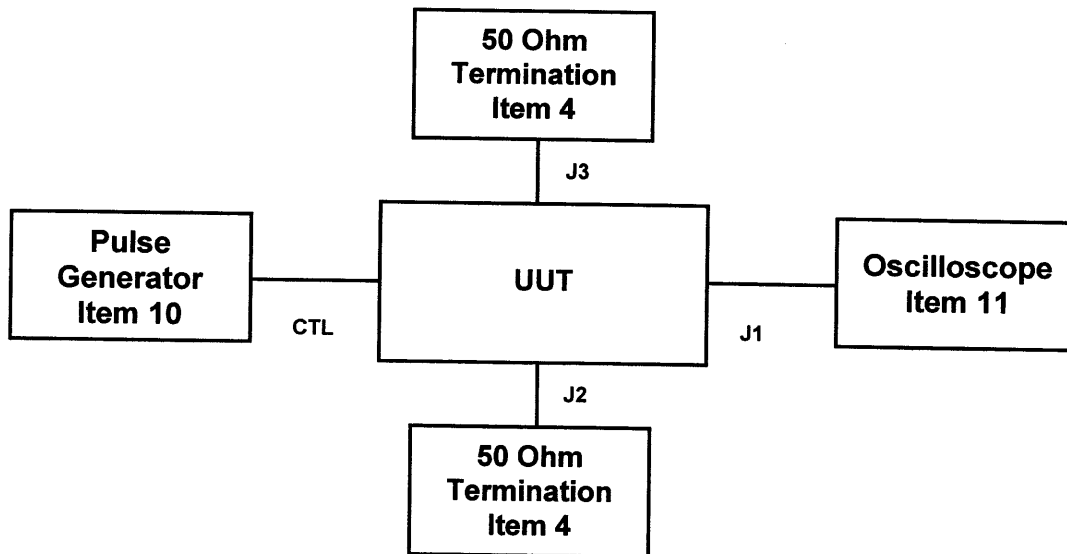 50 Ohm
Termination
Item 4
J3
Pulse
Generator
Item 10
CTL
UUT
J1
Oscilloscope
Item 11
J2
50 Ohm
Termination
Item 4